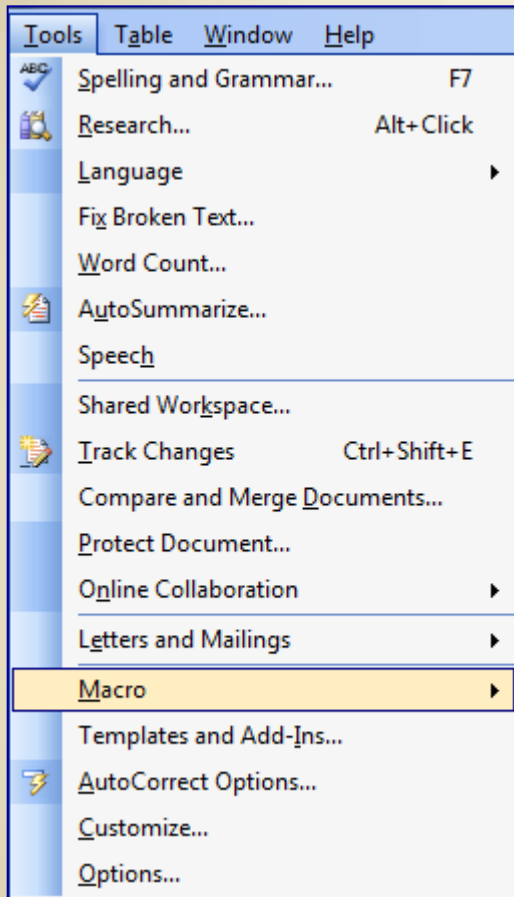 Tools Table Window Help
ABC
Spelling and Grammar... F7
Research... Alt+Click
Language
Fix Broken Text...
Word Count...
AutoSummarize...
Speech
Shared Workspace...
Track Changes Ctrl+Shift+E
Compare and Merge Documents...
Protect Document...
Online Collaboration
Letters and Mailings
Macro
Templates and Add-Ins...
AutoCorrect Options...
Customize...
Options...